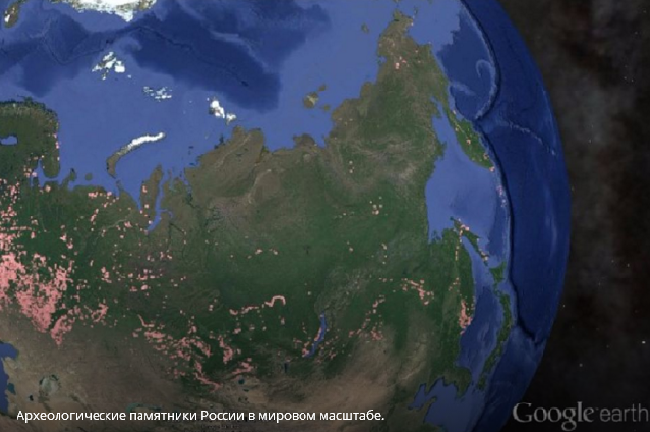 Археологические памятники России в мировом масштабе.
Google earth